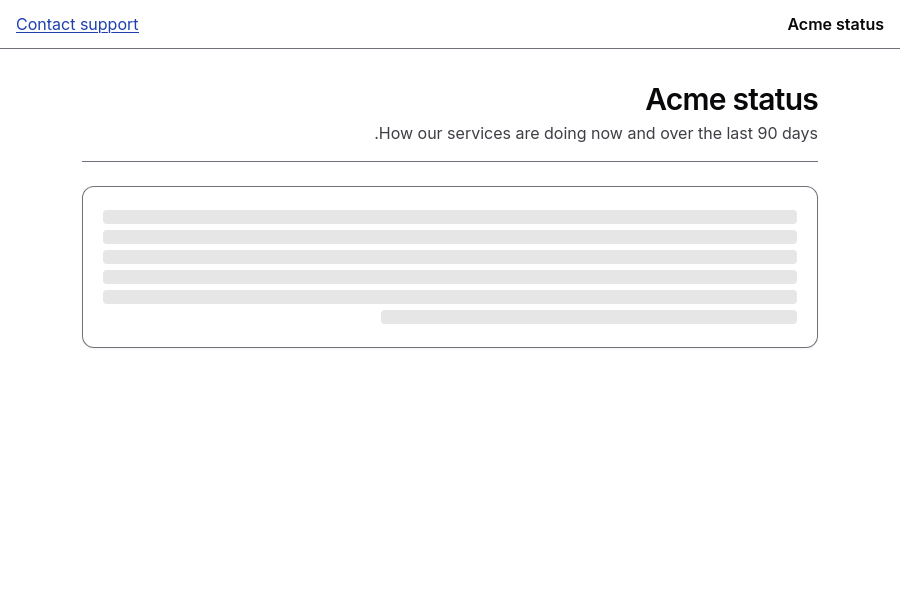 Acme status
Contact support
Acme status
How our services are doing now and over the last 90 days.